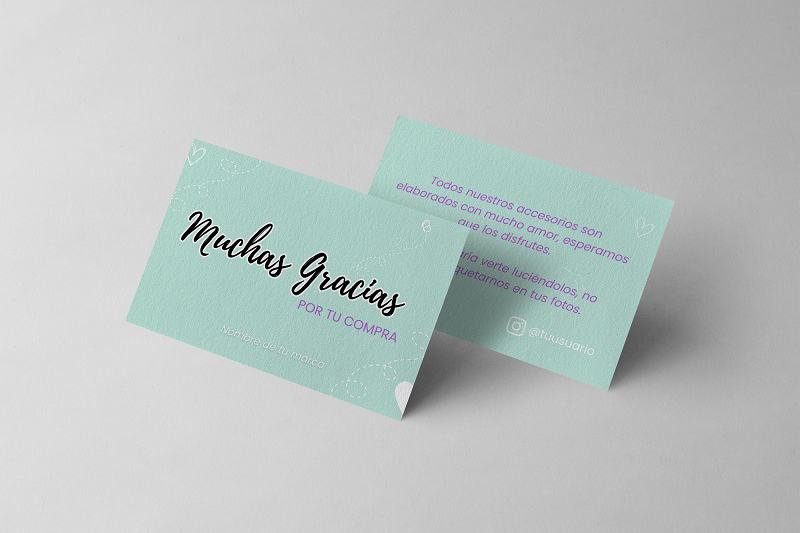 Muchas Gracias
POR TU COMPRA
Nombre de tu marca
Todos nuestros accesorios son
elaborados con mucho amor, esperamos
que los disfrutes.
verte luciéndolos, no
en tus fotos.
@tuusuario